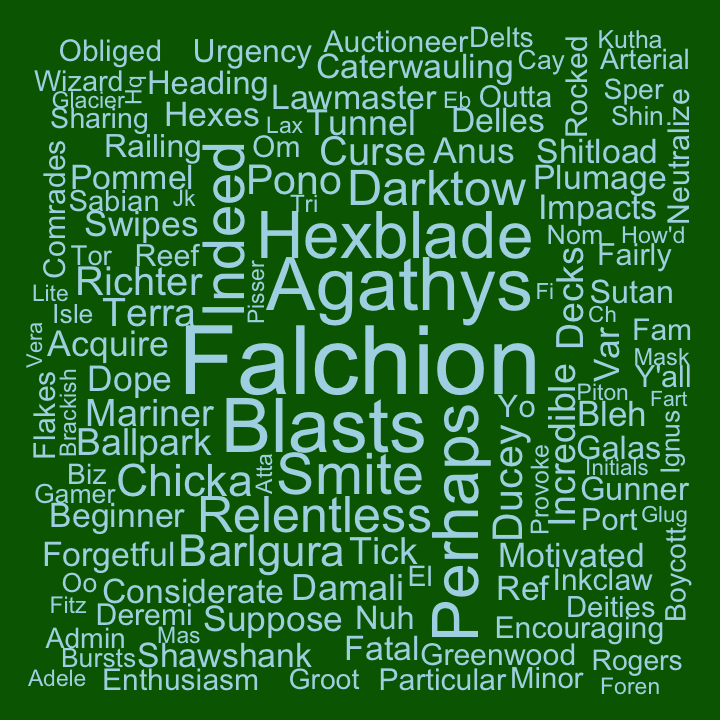 Obliged Urgency Auctioneer Delts Kutha
Wizard Hq Heading Caterwauling Cay Rocked Arterial
Glacier Lawmaster Eb Outta Sper
Sharing Hexes Lax Tunnel Delles Shin Neutralize
Railing Om Curse Anus Shitload
Comrades Pommel Indeed Pono Darktow Plumage
Sabian Jk Tri Impacts
Swipes Hexblade Nom How'd
Tor Reef Agathys Decks Fairly
Richter Pisser Fi Sutan
Lite Isle Terra Ch
Vera Acquire Falchion Var Fam
Mask
Flakes Brackish Dope Incredible Piton Y'all
Mariner Blasts Perhaps Yo Bleh Fart
Ballpark Ducey Galas Ignus
Biz Chicka Atta Smite Provoke Initials
Gamer Gunner
Beginner Relentless Port Glug
Forgetful Barlgura Tick Motivated Boycott
Oo Considerate Damali El Ref Inkclaw
Fitz Deremi Suppose Nuh Deities
Admin Mas Fatal Encouraging
Bursts Shawshank Greenwood Rogers
Adele Enthusiasm Groot Particular Minor Foren